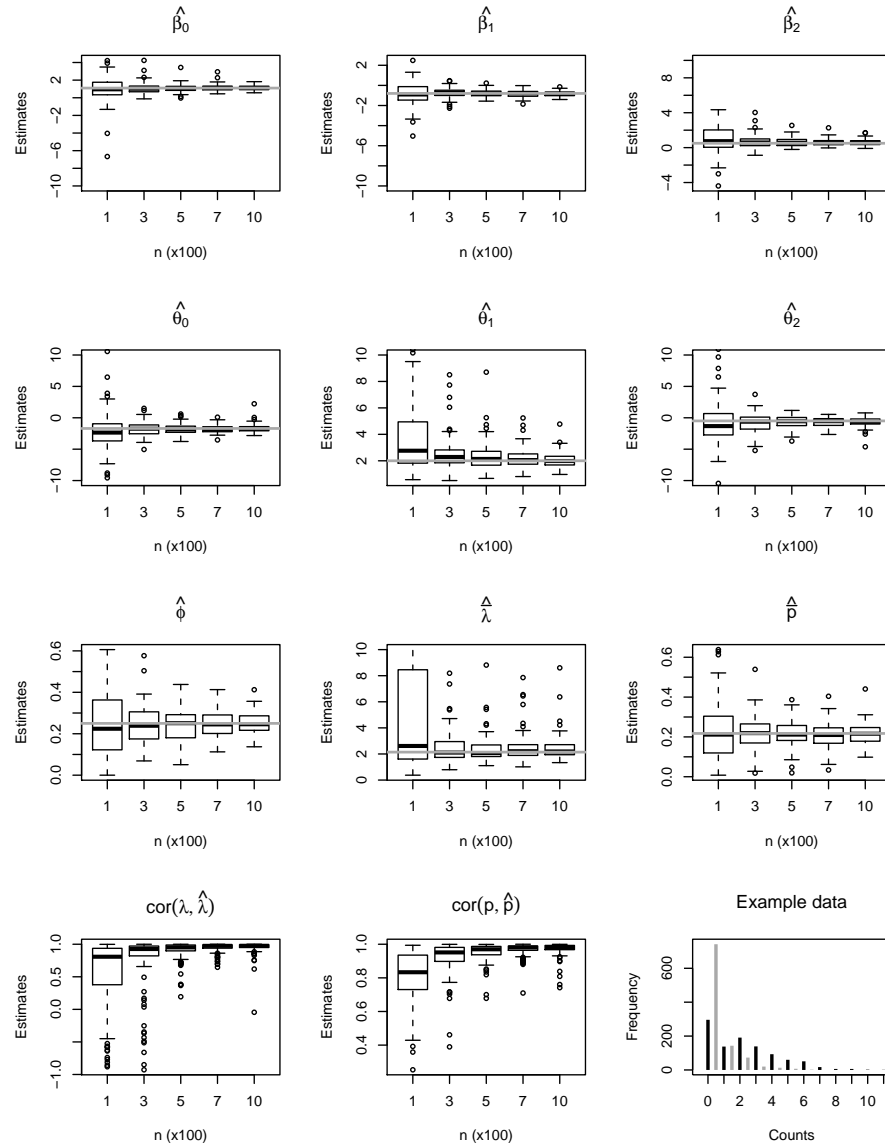 β̂₀
Estimates
−10
−6
−2
2
1 3 5 7 10
n (x100)
β̂₁
Estimates
−10
−6
−2
2
1 3 5 7 10
n (x100)
β̂₂
Estimates
−4
0
4
8
1 3 5 7 10
n (x100)
θ̂₀
Estimates
−10
0
5
10
1 3 5 7 10
n (x100)
θ̂₁
Estimates
2
4
6
8
10
1 3 5 7 10
n (x100)
θ̂₂
Estimates
−10
0
5
10
1 3 5 7 10
n (x100)
ϕ̂
Estimates
0.0
0.2
0.4
0.6
1 3 5 7 10
n (x100)
λ̄̂
Estimates
0
2
4
6
8
10
1 3 5 7 10
n (x100)
p̄̂
Estimates
0.0
0.2
0.4
0.6
1 3 5 7 10
n (x100)
cor(λ, λ̂)
Estimates
−1.0
0.0
0.5
1.0
1 3 5 7 10
n (x100)
cor(p, p̂)
Estimates
0.4
0.6
0.8
1.0
1 3 5 7 10
n (x100)
Example data
Frequency
0
200
600
0 2 4 6 8 10
Counts